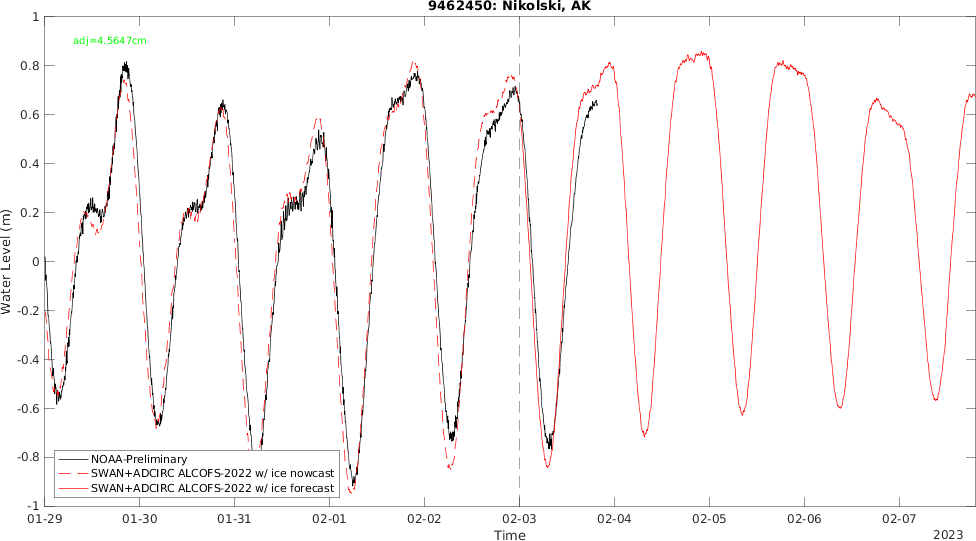 9462450: Nikolski, AK
adj=4.5647cm
1
0.8
0.6
0.4
0.2
0
-0.2
-0.4
-0.6
-0.8
-1
Water Level (m)
NOAA-Preliminary
SWAN+ADCIRC ALCOFS-2022 w/ ice nowcast
SWAN+ADCIRC ALCOFS-2022 w/ ice forecast
01-29 01-30 01-31 02-01 02-02 02-03 02-04 02-05 02-06 02-07
Time
2023